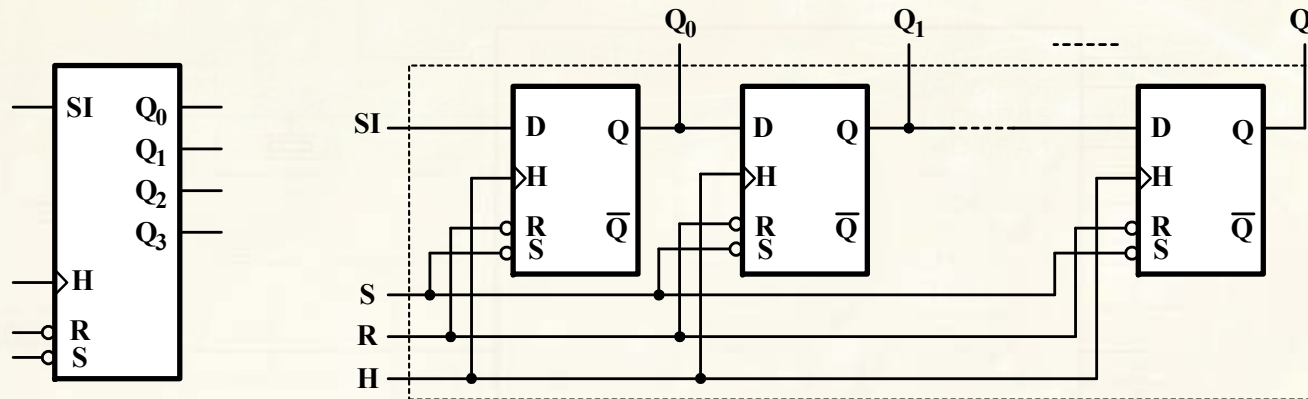 Q0 Q1 Q
SI Q0
Q1
Q2
Q3
H
R
S
SI D Q D Q D Q
H H H
R Q̅ R Q̅ R Q̅
S S S
S
R
H